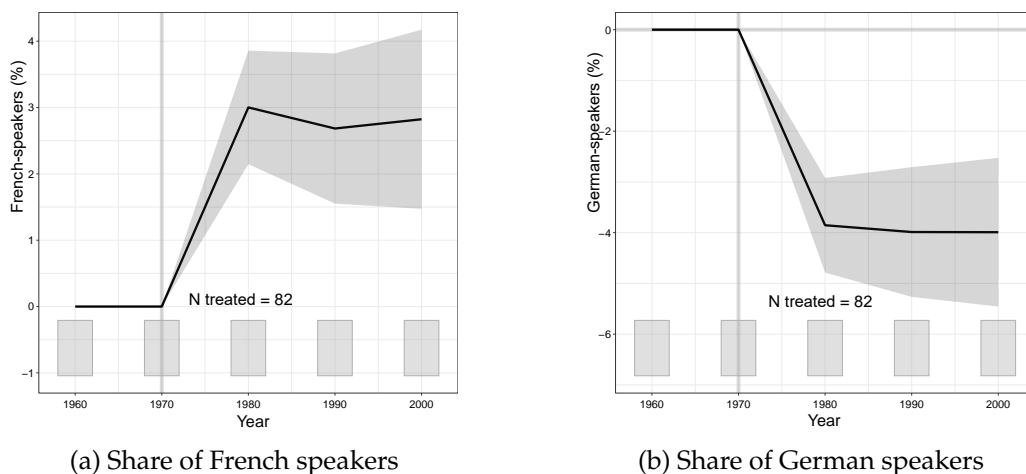 French-speakers (%)
4
3
2
1
0
−1
N treated = 82
1960 1970 1980 1990 2000
Year
(a) Share of French speakers
German-speakers (%)
0
−2
−4
−6
N treated = 82
1960 1970 1980 1990 2000
Year
(b) Share of German speakers